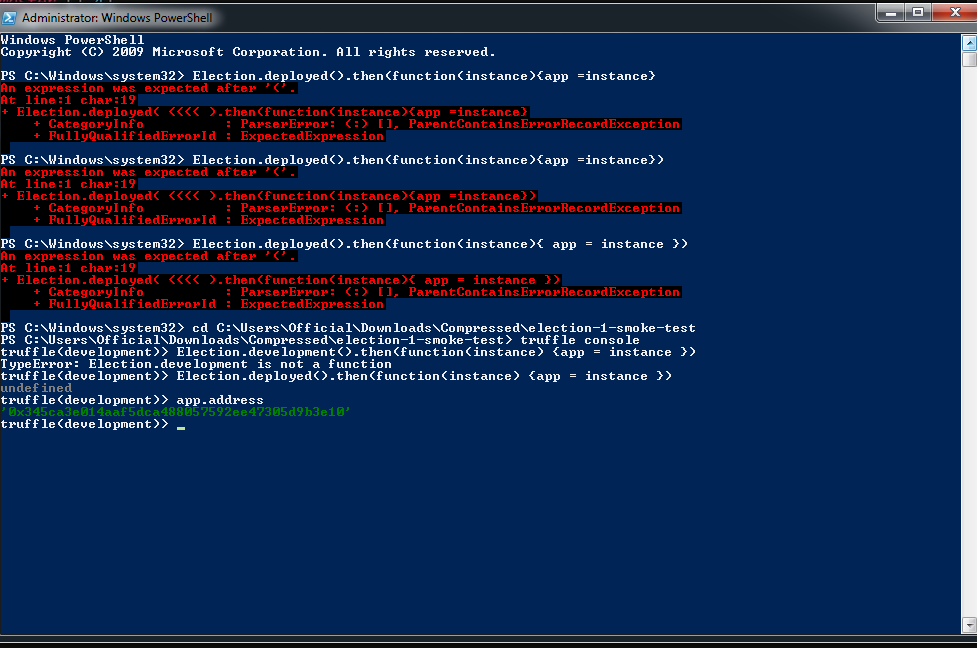 Administrator: Windows PowerShell
Windows PowerShell
Copyright (C) 2009 Microsoft Corporation. All rights reserved.
PS C:\Windows\system32> Election.deployed().then(function(instance){app =instance}
An expression was expected after '('.
At line:1 char:19
+ Election.deployed( <<<< ).then(function(instance){app =instance}
+ CategoryInfo : ParserError: (:) [], ParentContainsErrorRecordException
+ FullyQualifiedErrorId : ExpectedExpression
PS C:\Windows\system32> Election.deployed().then(function(instance){app =instance})
An expression was expected after '('.
At line:1 char:19
+ Election.deployed( <<<< ).then(function(instance){app =instance})
+ CategoryInfo : ParserError: (:) [], ParentContainsErrorRecordException
+ FullyQualifiedErrorId : ExpectedExpression
PS C:\Windows\system32> Election.deployed().then(function(instance){ app = instance })
An expression was expected after '('.
At line:1 char:19
+ Election.deployed( <<<< ).then(function(instance){ app = instance })
+ CategoryInfo : ParserError: (:) [], ParentContainsErrorRecordException
+ FullyQualifiedErrorId : ExpectedExpression
PS C:\Windows\system32> cd C:\Users\Official\Downloads\Compressed\election-1-smoke-test
PS C:\Users\Official\Downloads\Compressed\election-1-smoke-test> truffle console
truffle(development)> Election.development().then(function(instance) {app = instance })
TypeError: Election.development is not a function
truffle(development)> Election.deployed().then(function(instance) {app = instance })
undefined
truffle(development)> app.address
'0x345ca3e014aaf5dca488057592ee47305d9b3e10'
truffle(development)>